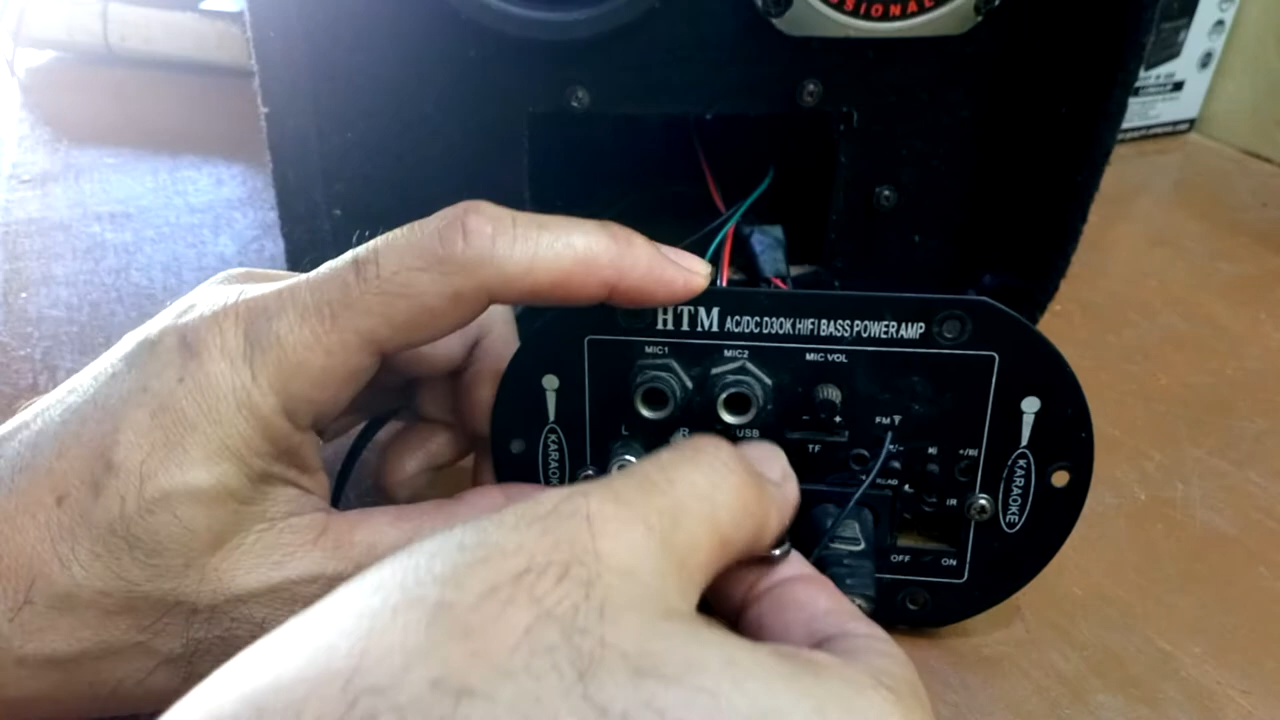 SIONAL
HTM AC/DC D30K HIFI BASS POWER AMP
MIC1 MIC2 MIC VOL
- +
FM
L R USB
TF
IR
OFF ON
KARAOKE
KARAOKE